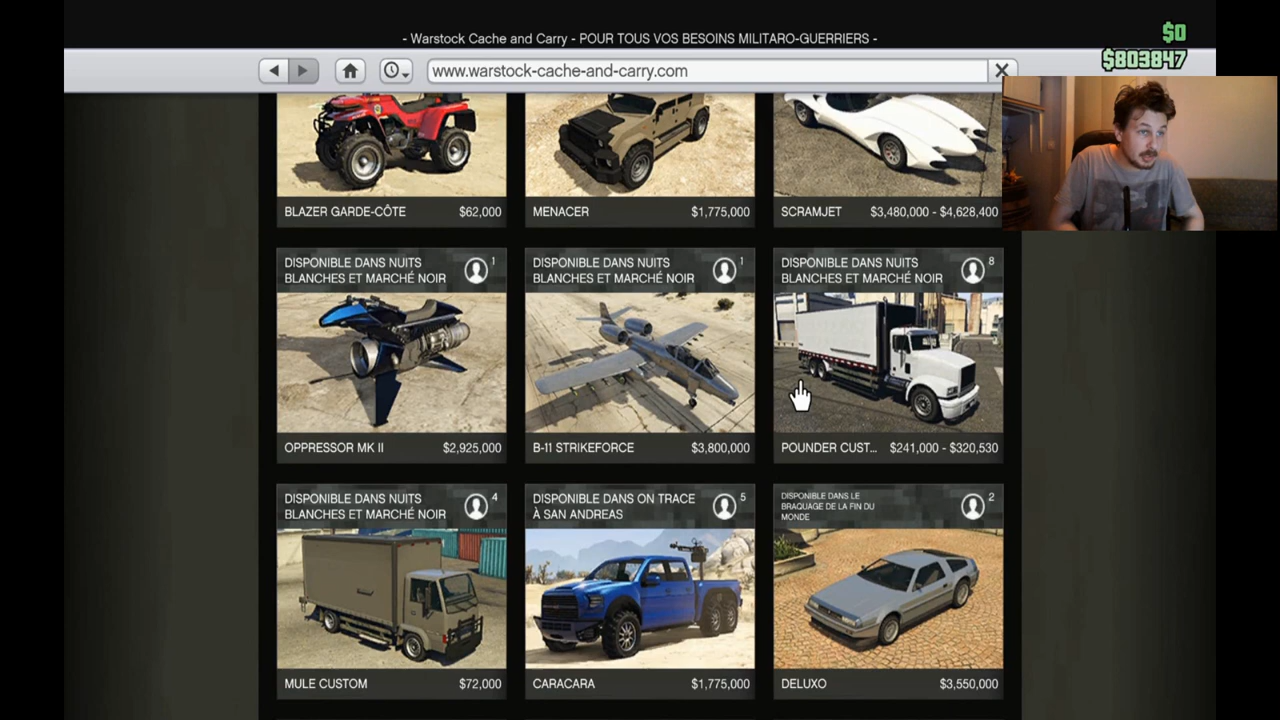 - Warstock Cache and Carry - POUR TOUS VOS BESOINS MILITARO-GUERRIERS -
$0
$803847
www.warstock-cache-and-carry.com
BLAZER GARDE-CÔTE $62,000
MENACER $1,775,000
SCRAMJET $3,480,000 - $4,628,400
DISPONIBLE DANS NUITS
BLANCHES ET MARCHÉ NOIR
1
OPPRESSOR MK II $2,925,000
DISPONIBLE DANS NUITS
BLANCHES ET MARCHÉ NOIR
1
B-11 STRIKEFORCE $3,800,000
DISPONIBLE DANS NUITS
BLANCHES ET MARCHÉ NOIR
8
POUNDER CUST... $241,000 - $320,530
DISPONIBLE DANS NUITS
BLANCHES ET MARCHÉ NOIR
4
MULE CUSTOM $72,000
DISPONIBLE DANS ON TRACE
À SAN ANDREAS
5
CARACARA $1,775,000
DISPONIBLE DANS LE
BRAQUAGE DE LA FIN DU
MONDE
2
DELUXO $3,550,000